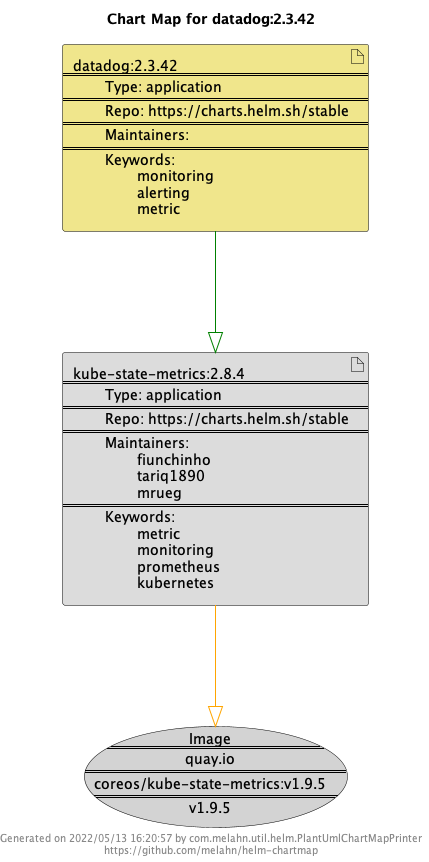 Chart Map for datadog:2.3.42
datadog:2.3.42
Type: application
Repo: https://charts.helm.sh/stable
Maintainers:
Keywords:
monitoring
alerting
metric
kube-state-metrics:2.8.4
Type: application
Repo: https://charts.helm.sh/stable
Maintainers:
fiunchinho
tariq1890
mrueg
Keywords:
metric
monitoring
prometheus
kubernetes
Image
quay.io
coreos/kube-state-metrics:v1.9.5
v1.9.5
Generated on 2022/05/13 16:20:57 by com.melahn.util.helm.PlantUmlChartMapPrinter
https://github.com/melahn/helm-chartmap